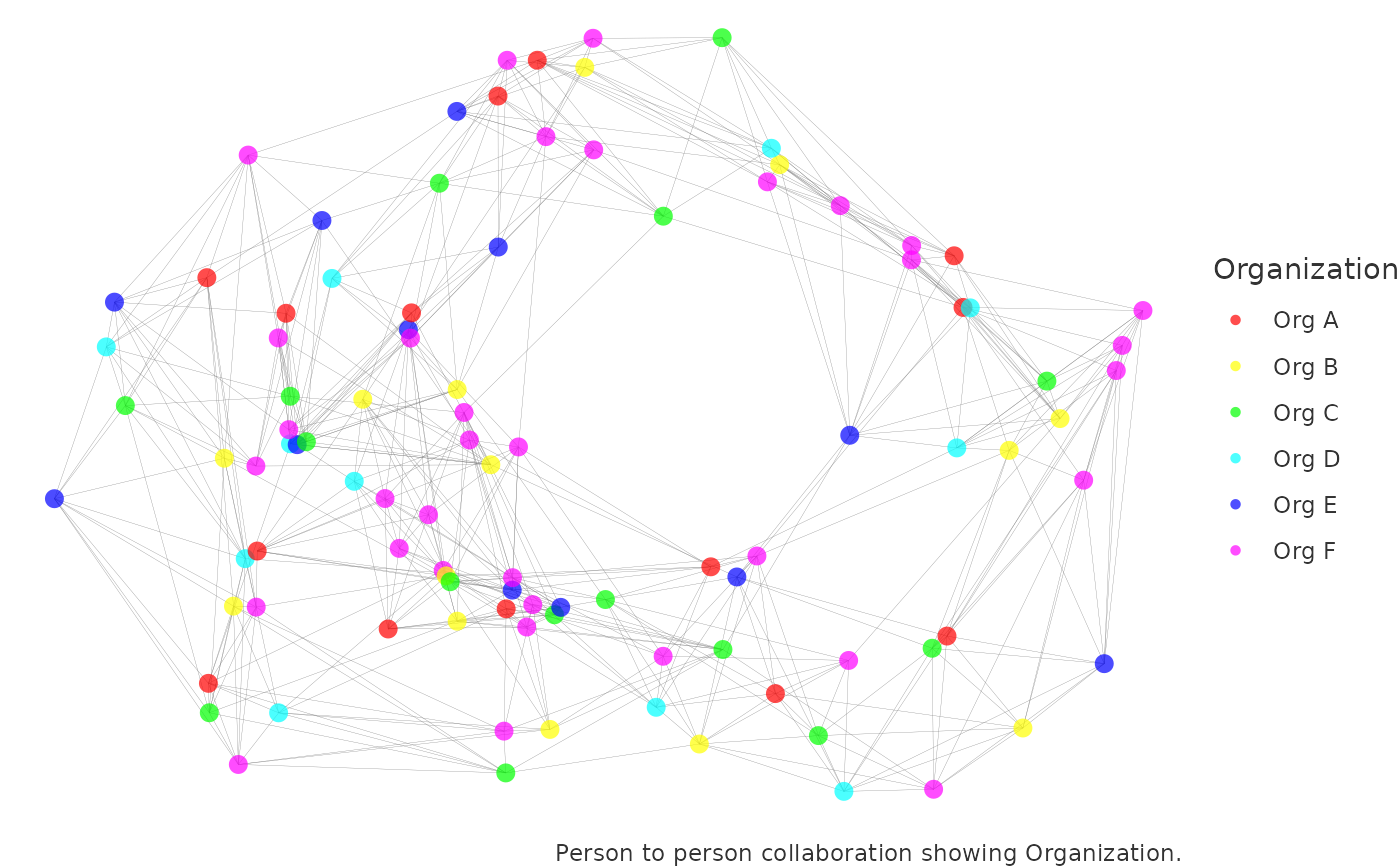 Organization
Org A
Org B
Org C
Org D
Org E
Org F
Person to person collaboration showing Organization.